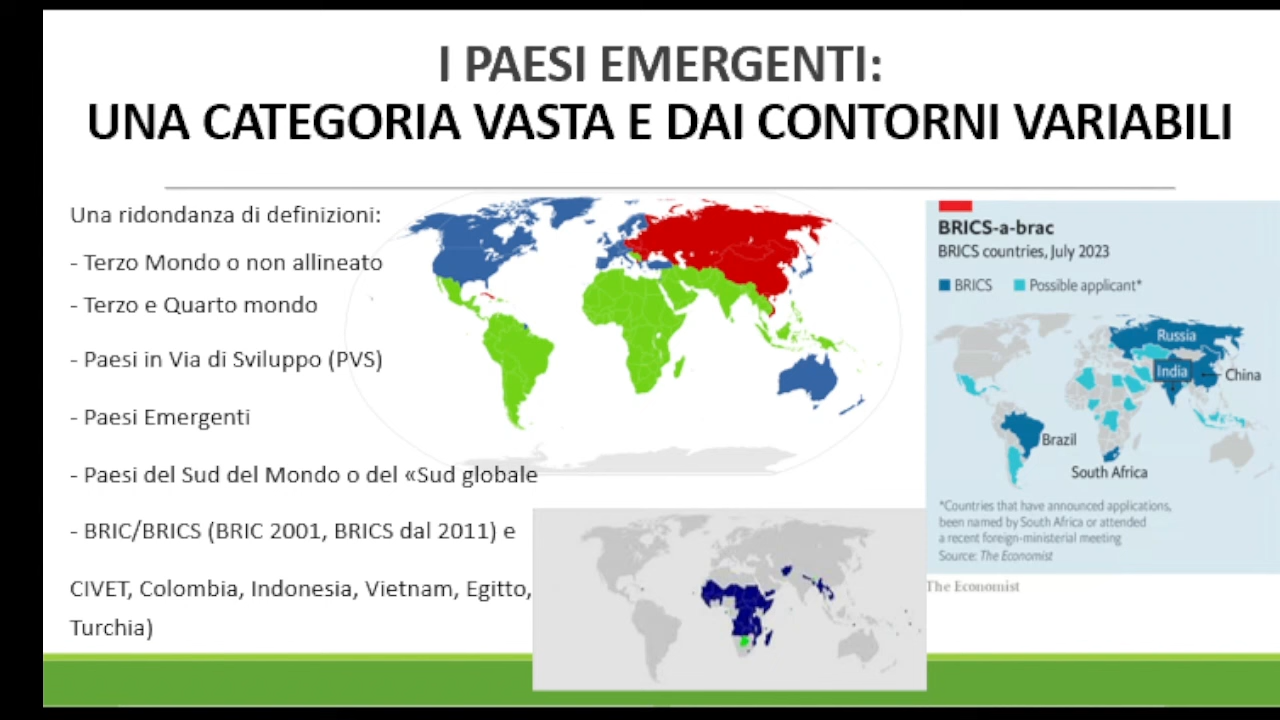 I PAESI EMERGENTI:
UNA CATEGORIA VASTA E DAI CONTORNI VARIABILI
Una ridondanza di definizioni:
- Terzo Mondo o non allineato
- Terzo e Quarto mondo
- Paesi in Via di Sviluppo (PVS)
- Paesi Emergenti
- Paesi del Sud del Mondo o del «Sud globale
- BRIC/BRICS (BRIC 2001, BRICS dal 2011) e
CIVET, Colombia, Indonesia, Vietnam, Egitto,
Turchia)
BRICS-a-brac
BRICS countries, July 2023
BRICS
Possible applicant*
Russia
India
China
Brazil
South Africa
*Countries that have announced applications,
been named by South Africa or attended
a recent foreign-ministerial meeting
Source: The Economist
The Economist